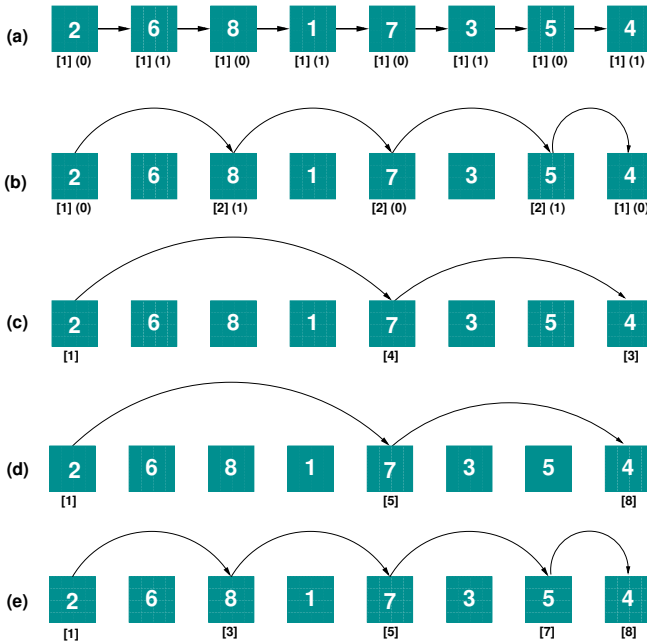 2 6 8 1 7 3 5 4
(a)
[1] (0) [1] (1) [1] (0) [1] (1) [1] (0) [1] (1) [1] (0) [1] (1)
2 6 8 1 7 3 5 4
(b)
[1] (0) [2] (1) [2] (0) [2] (1) [1] (0)
(c)
2 6 8 1 7 3 5 4
[1] [4] [3]
(d)
2 6 8 1 7 3 5 4
[1] [5] [8]
(e)
2 6 8 1 7 3 5 4
[1] [3] [5] [7] [8]